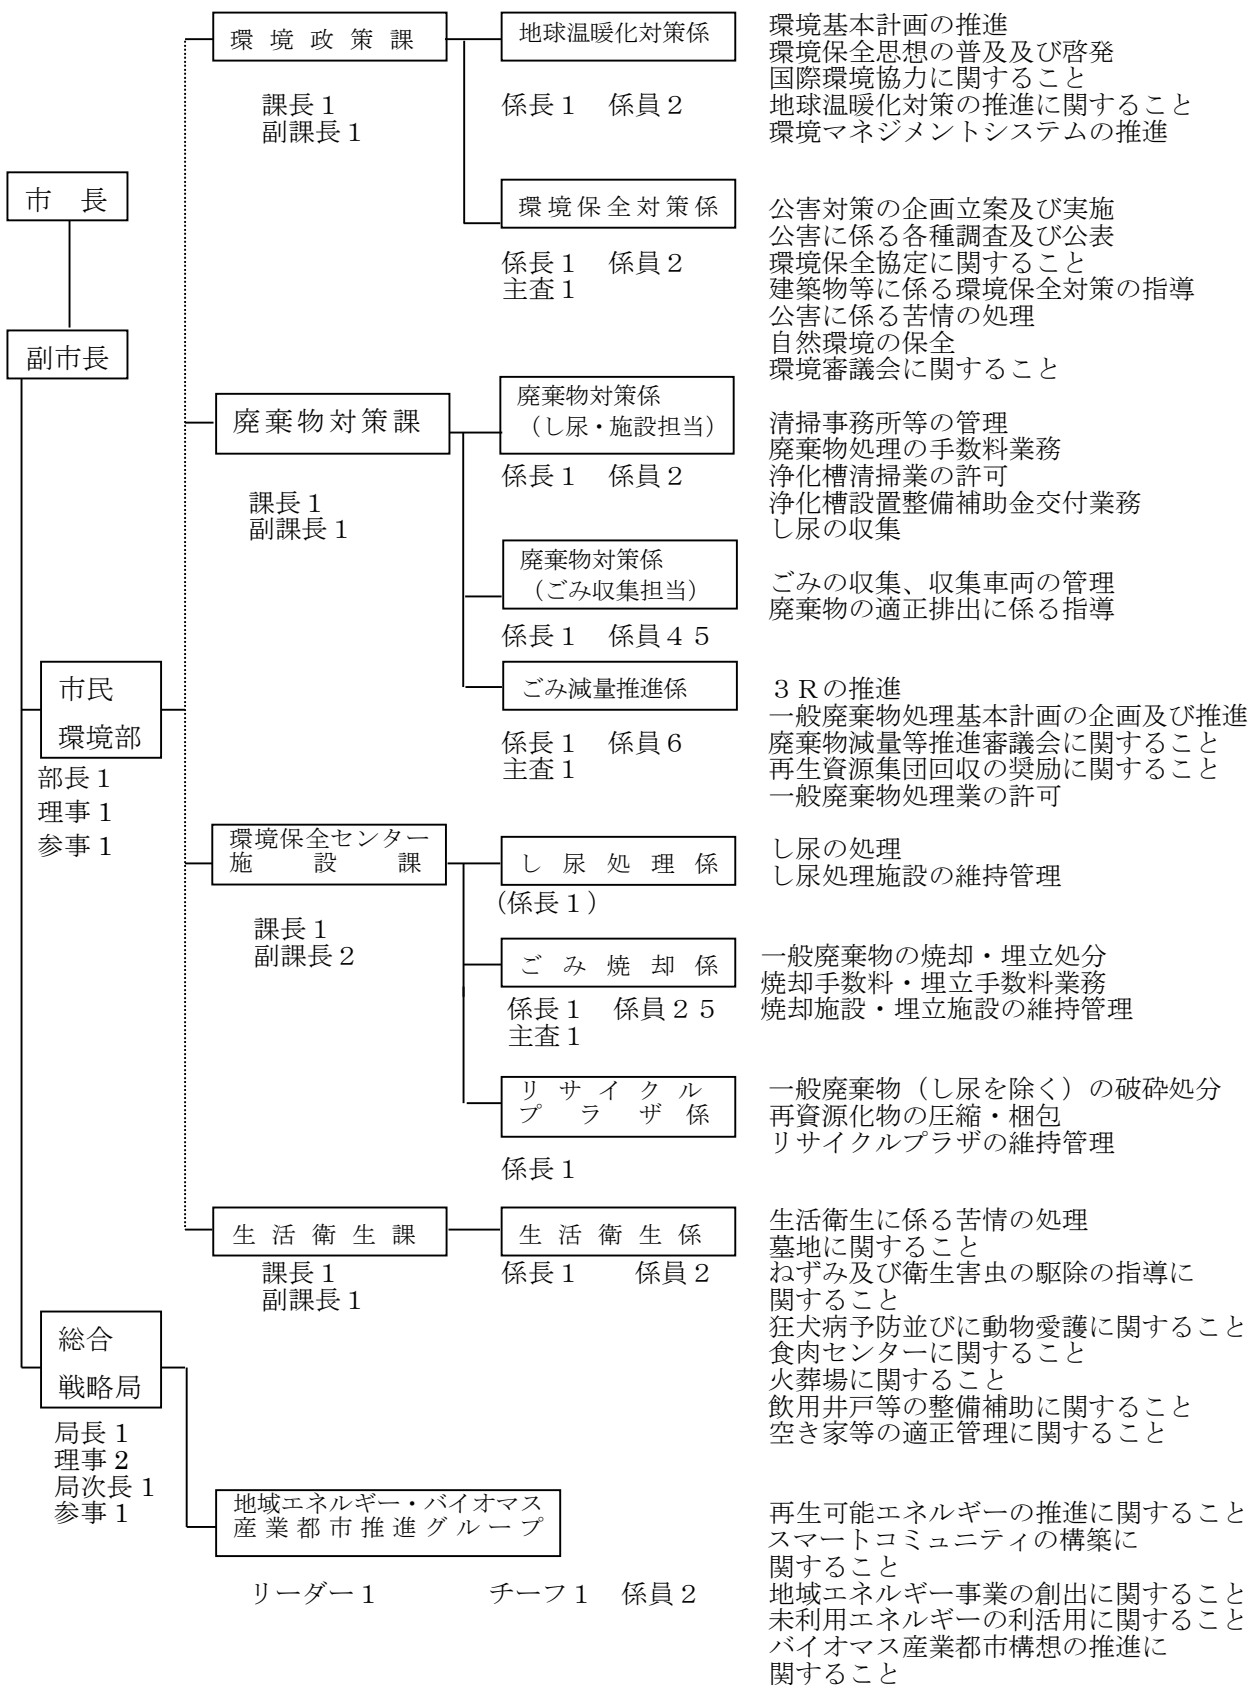 環境政策課
課長１
副課長１
地球温暖化対策係
係長１　係員２
環境基本計画の推進
環境保全思想の普及及び啓発
国際環境協力に関すること
地球温暖化対策の推進に関すること
環境マネジメントシステムの推進
市　長
副市長
環境保全対策係
係長１　係員２
主査１
公害対策の企画立案及び実施
公害に係る各種調査及び公表
環境保全協定に関すること
建築物等に係る環境保全対策の指導
公害に係る苦情の処理
自然環境の保全
環境審議会に関すること
廃棄物対策課
課長１
副課長１
廃棄物対策係
（し尿・施設担当）
係長１　係員２
清掃事務所等の管理
廃棄物処理の手数料業務
浄化槽清掃業の許可
浄化槽設置整備補助金交付業務
し尿の収集
廃棄物対策係
（ごみ収集担当）
係長１　係員４５
ごみの収集、収集車両の管理
廃棄物の適正排出に係る指導
市民
環境部
部長１
理事１
参事１
ごみ減量推進係
係長１　係員６
主査１
３Ｒの推進
一般廃棄物処理基本計画の企画及び推進
廃棄物減量等推進審議会に関すること
再生資源集団回収の奨励に関すること
一般廃棄物処理業の許可
環境保全センター
施設課
課長１
副課長２
し尿処理係
(係長１）
し尿の処理
し尿処理施設の維持管理
ごみ焼却係
係長１　係員２５
主査１
一般廃棄物の焼却・埋立処分
焼却手数料・埋立手数料業務
焼却施設・埋立施設の維持管理
リサイクル
プラザ係
係長１
一般廃棄物（し尿を除く）の破砕処分
再資源化物の圧縮・梱包
リサイクルプラザの維持管理
生活衛生課
課長１
副課長１
生活衛生係
係長１　係員２
生活衛生に係る苦情の処理
墓地に関すること
ねずみ及び衛生害虫の駆除の指導に
関すること
狂犬病予防並びに動物愛護に関すること
食肉センターに関すること
火葬場に関すること
飲用井戸等の整備補助に関すること
空き家等の適正管理に関すること
総合
戦略局
局長１
理事２
局次長１
参事１
地域エネルギー・バイオマス
産業都市推進グループ
リーダー１　チーフ１　係員２
再生可能エネルギーの推進に関すること
スマートコミュニティの構築に
関すること
地域エネルギー事業の創出に関すること
未利用エネルギーの利活用に関すること
バイオマス産業都市構想の推進に
関すること